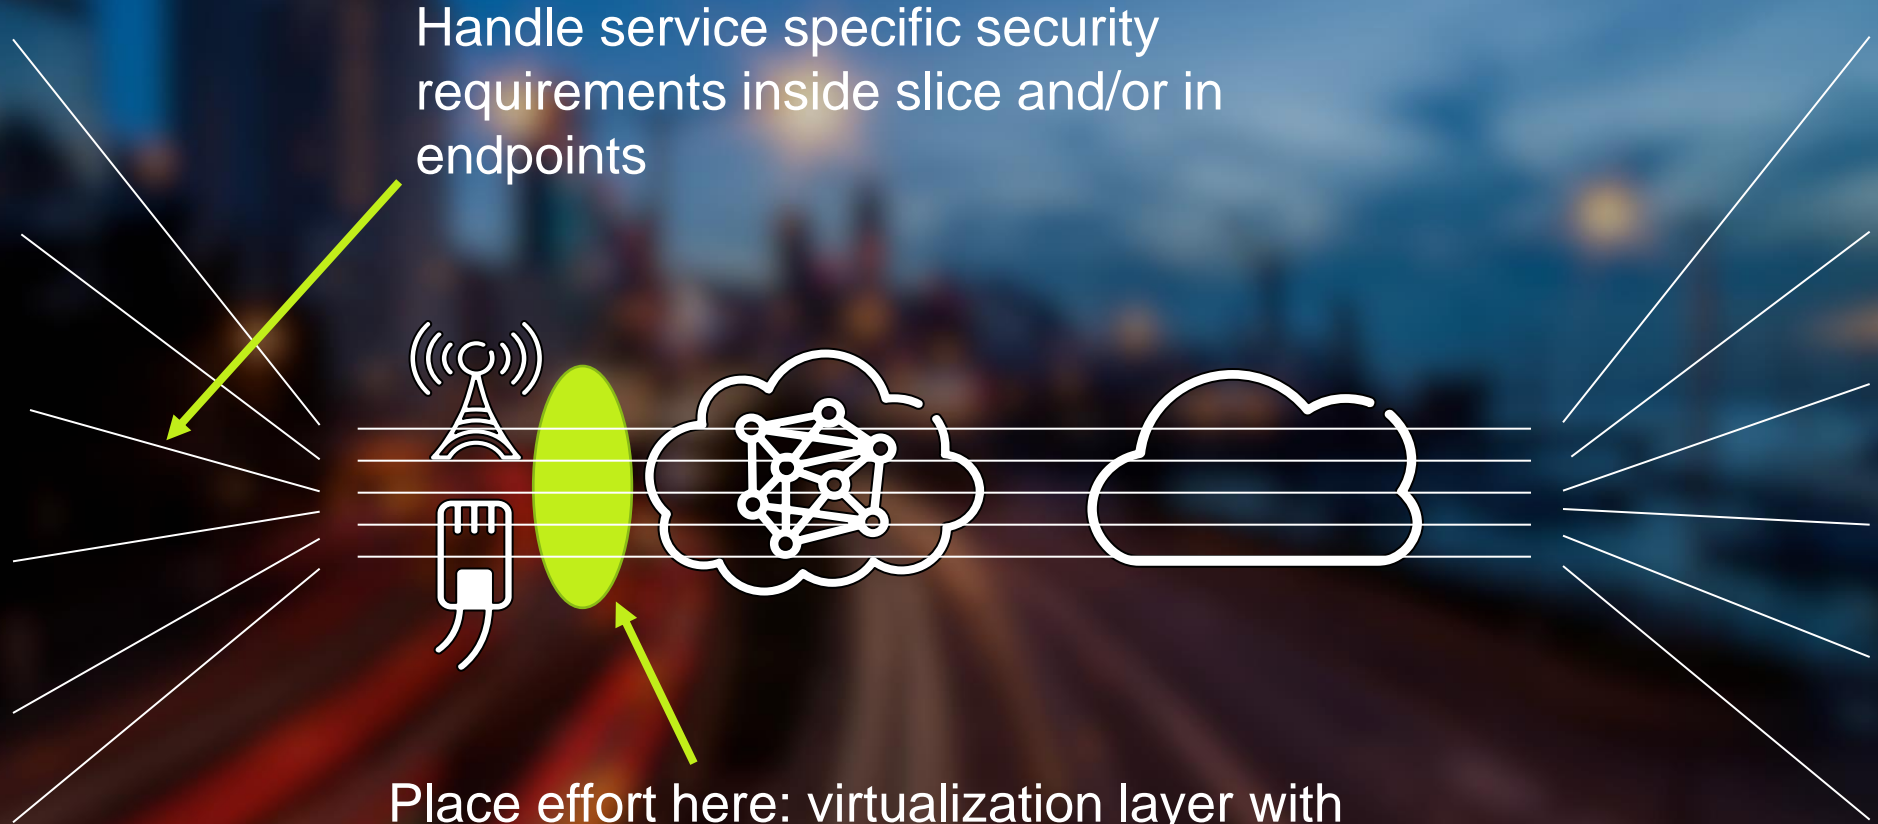 Handle service specific security
requirements inside slice and/or in
endpoints
Place effort here: virtualization layer with